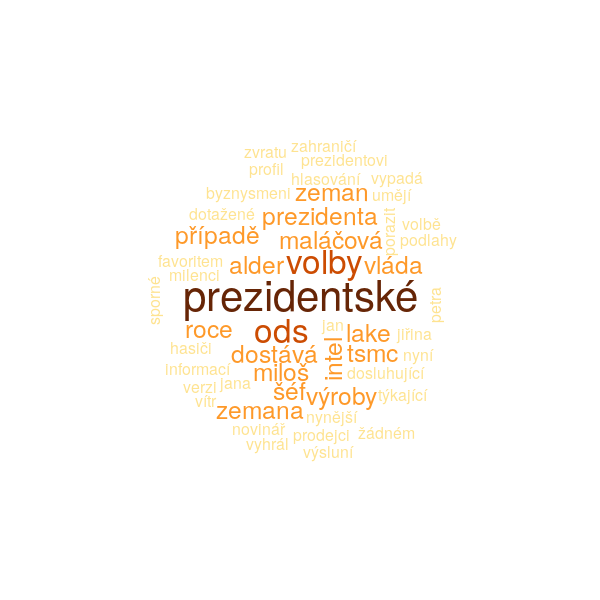 zvratu zahraničí
prezidentovi
profil
hlasování vypadá
byznysmeni zeman umějí
dotažené prezidenta porazit volbě
případě maláčová podlahy
favoritem alder volby vláda
milenci
sporné prezidentské petra
roce ods jan lake jiřina
hasiči dostává intel tsmc nyní
informací miloš dosluhující
verzi jana šéf výroby týkající
vítr zemana nynější
novinář prodejci žádném
vyhrál výsluní